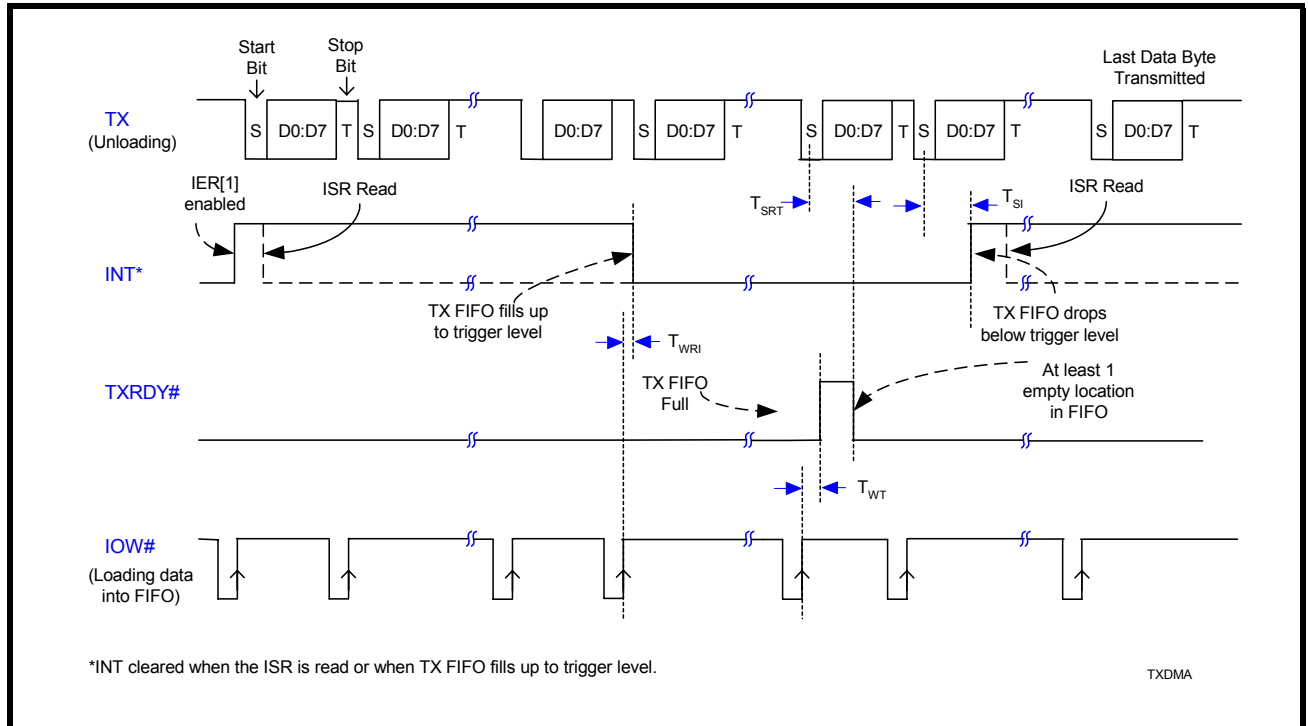 Start
Bit
Stop
Bit
Last Data Byte
Transmitted
TX
(Unloading)
S D0:D7 T S D0:D7 T D0:D7 S D0:D7 T S D0:D7 T S D0:D7 T S D0:D7 T
IER[1]
enabled
ISR Read
TSRT
TSI
ISR Read
INT*
TX FIFO fills up
to trigger level
TX FIFO drops
below trigger level
TWRI
TXRDY#
TX FIFO
Full
At least 1
empty location
in FIFO
TWT
IOW#
(Loading data
into FIFO)
*INT cleared when the ISR is read or when TX FIFO fills up to trigger level.
TXDMA